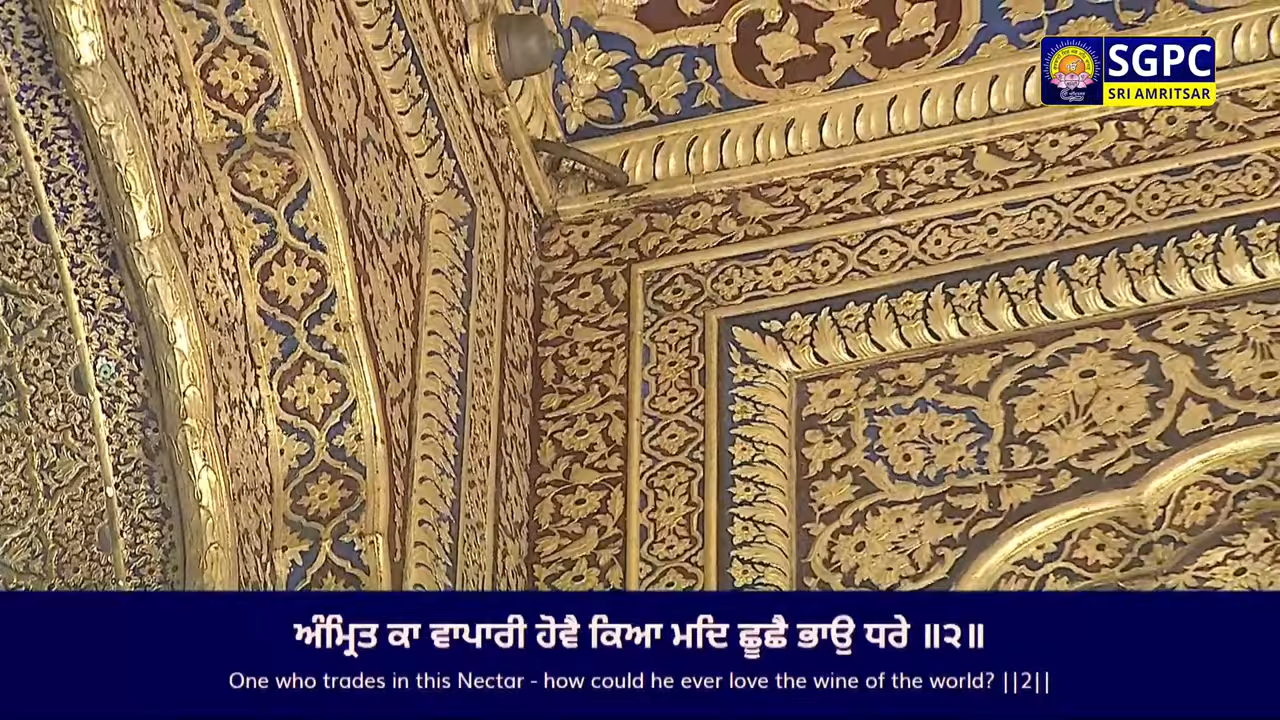 SGPC
SRI AMRITSAR
ਅੰਮ੍ਰਿਤ ਕਾ ਵਾਪਾਰੀ ਹੋਵੈ ਕਿਆ ਮਦਿ ਛੂਛੈ ਭਾਉ ਧਰੇ ॥੨॥
One who trades in this Nectar - how could he ever love the wine of the world? ||2||